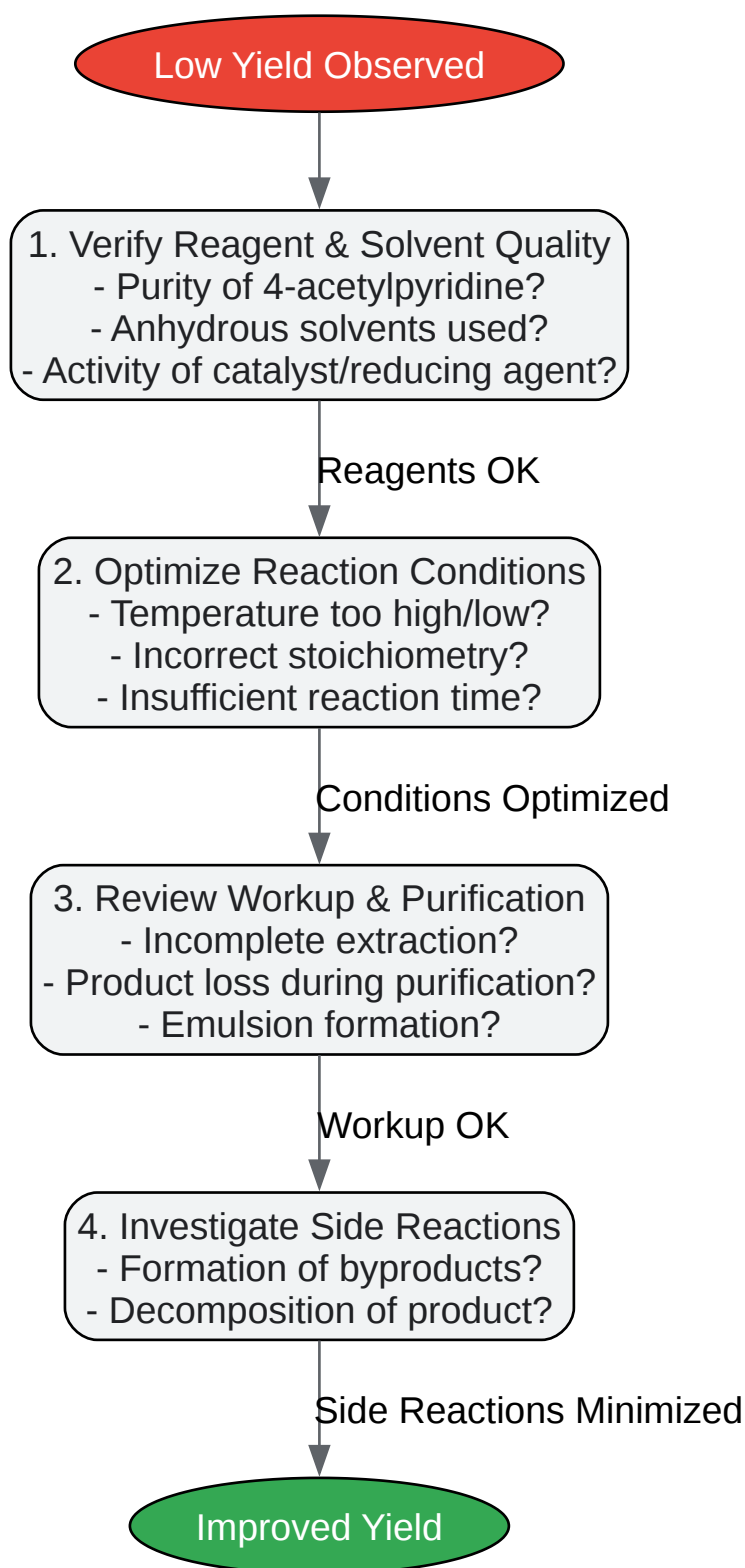 Low Yield Observed
1. Verify Reagent & Solvent Quality
- Purity of 4-acetylpyridine?
- Anhydrous solvents used?
- Activity of catalyst/reducing agent?
Reagents OK
2. Optimize Reaction Conditions
- Temperature too high/low?
- Incorrect stoichiometry?
- Insufficient reaction time?
Conditions Optimized
3. Review Workup & Purification
- Incomplete extraction?
- Product loss during purification?
- Emulsion formation?
Workup OK
4. Investigate Side Reactions
- Formation of byproducts?
- Decomposition of product?
Side Reactions Minimized
Improved Yield